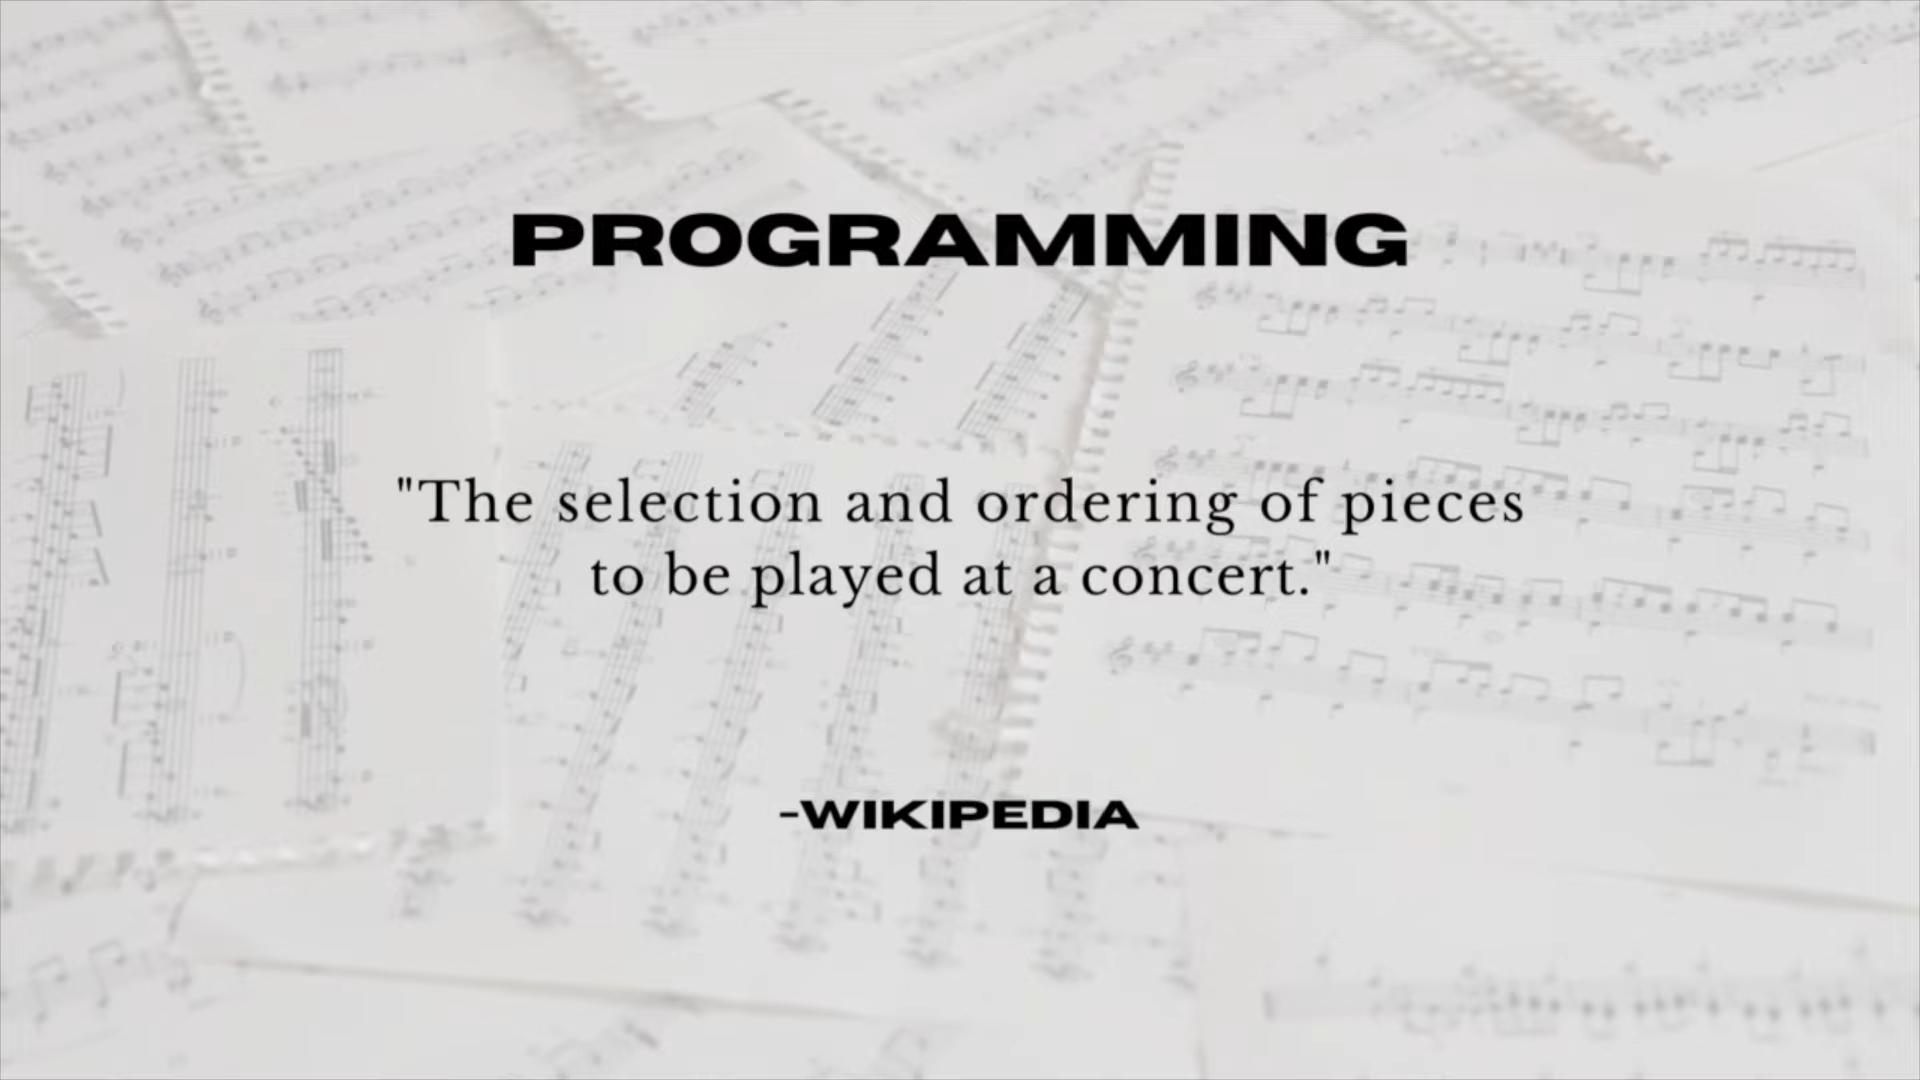 PROGRAMMING
"The selection and ordering of pieces
to be played at a concert."
-WIKIPEDIA